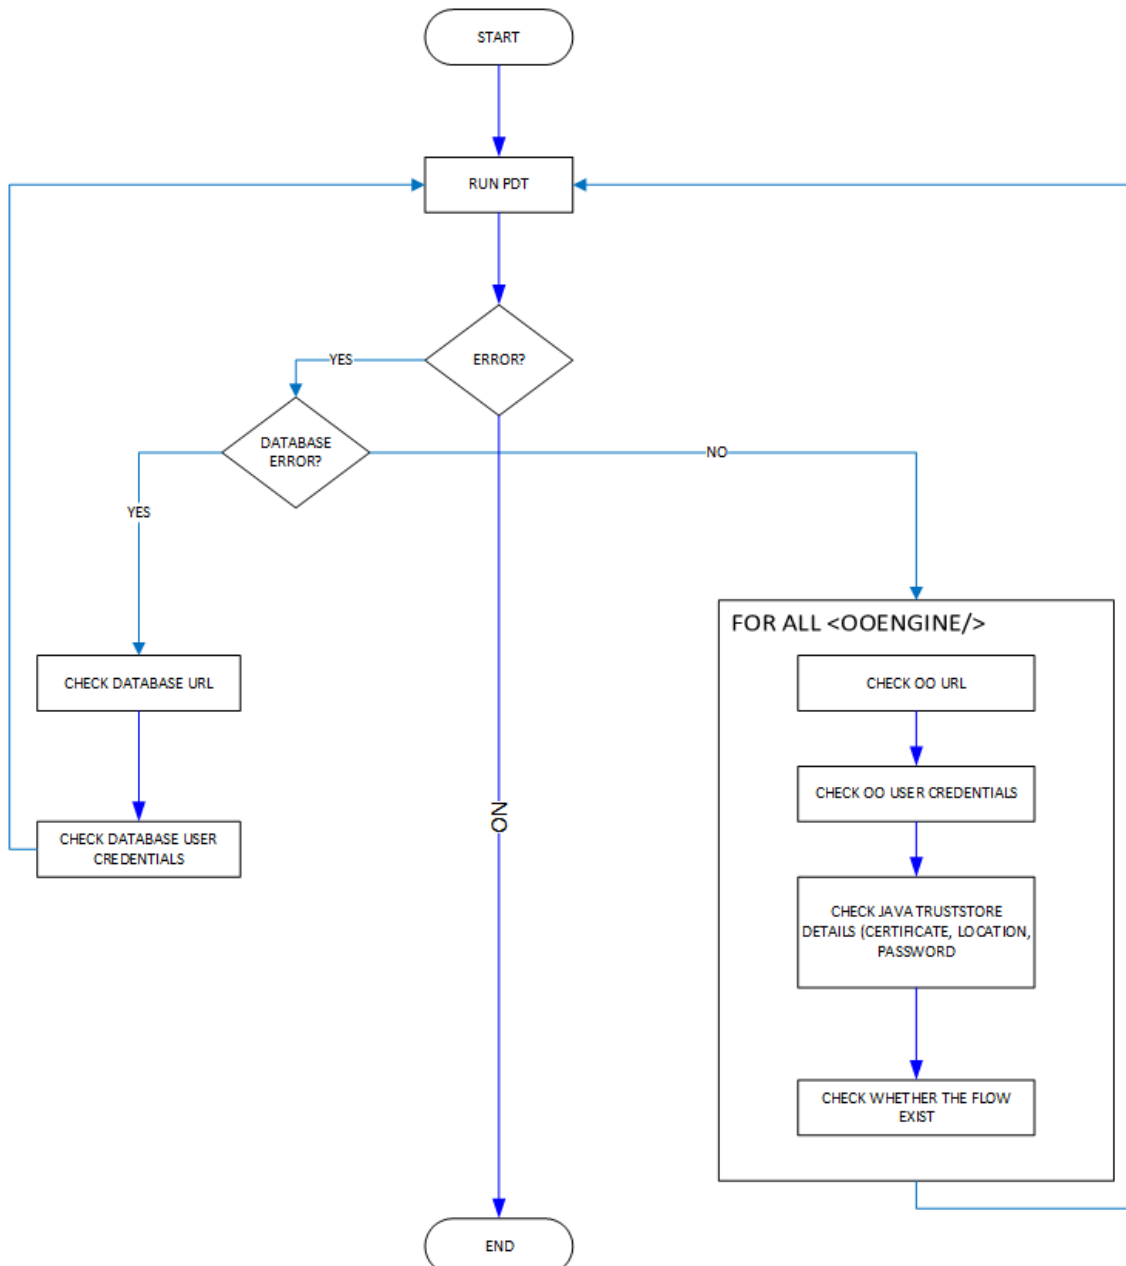 START
RUN PDT
ERROR?
YES
DATABASE
ERROR?
NO
YES
FOR ALL <OOENGINE/>
CHECK DATABASE URL
CHECK OO URL
CHECK OO USER CREDENTIALS
NO
CHECK DATABASE USER
CREDENTIALS
CHECK JAVA TRUSTSTORE
DETAILS (CERTIFICATE, LOCATION,
PASSWORD
CHECK WHETHER THE FLOW
EXIST
END